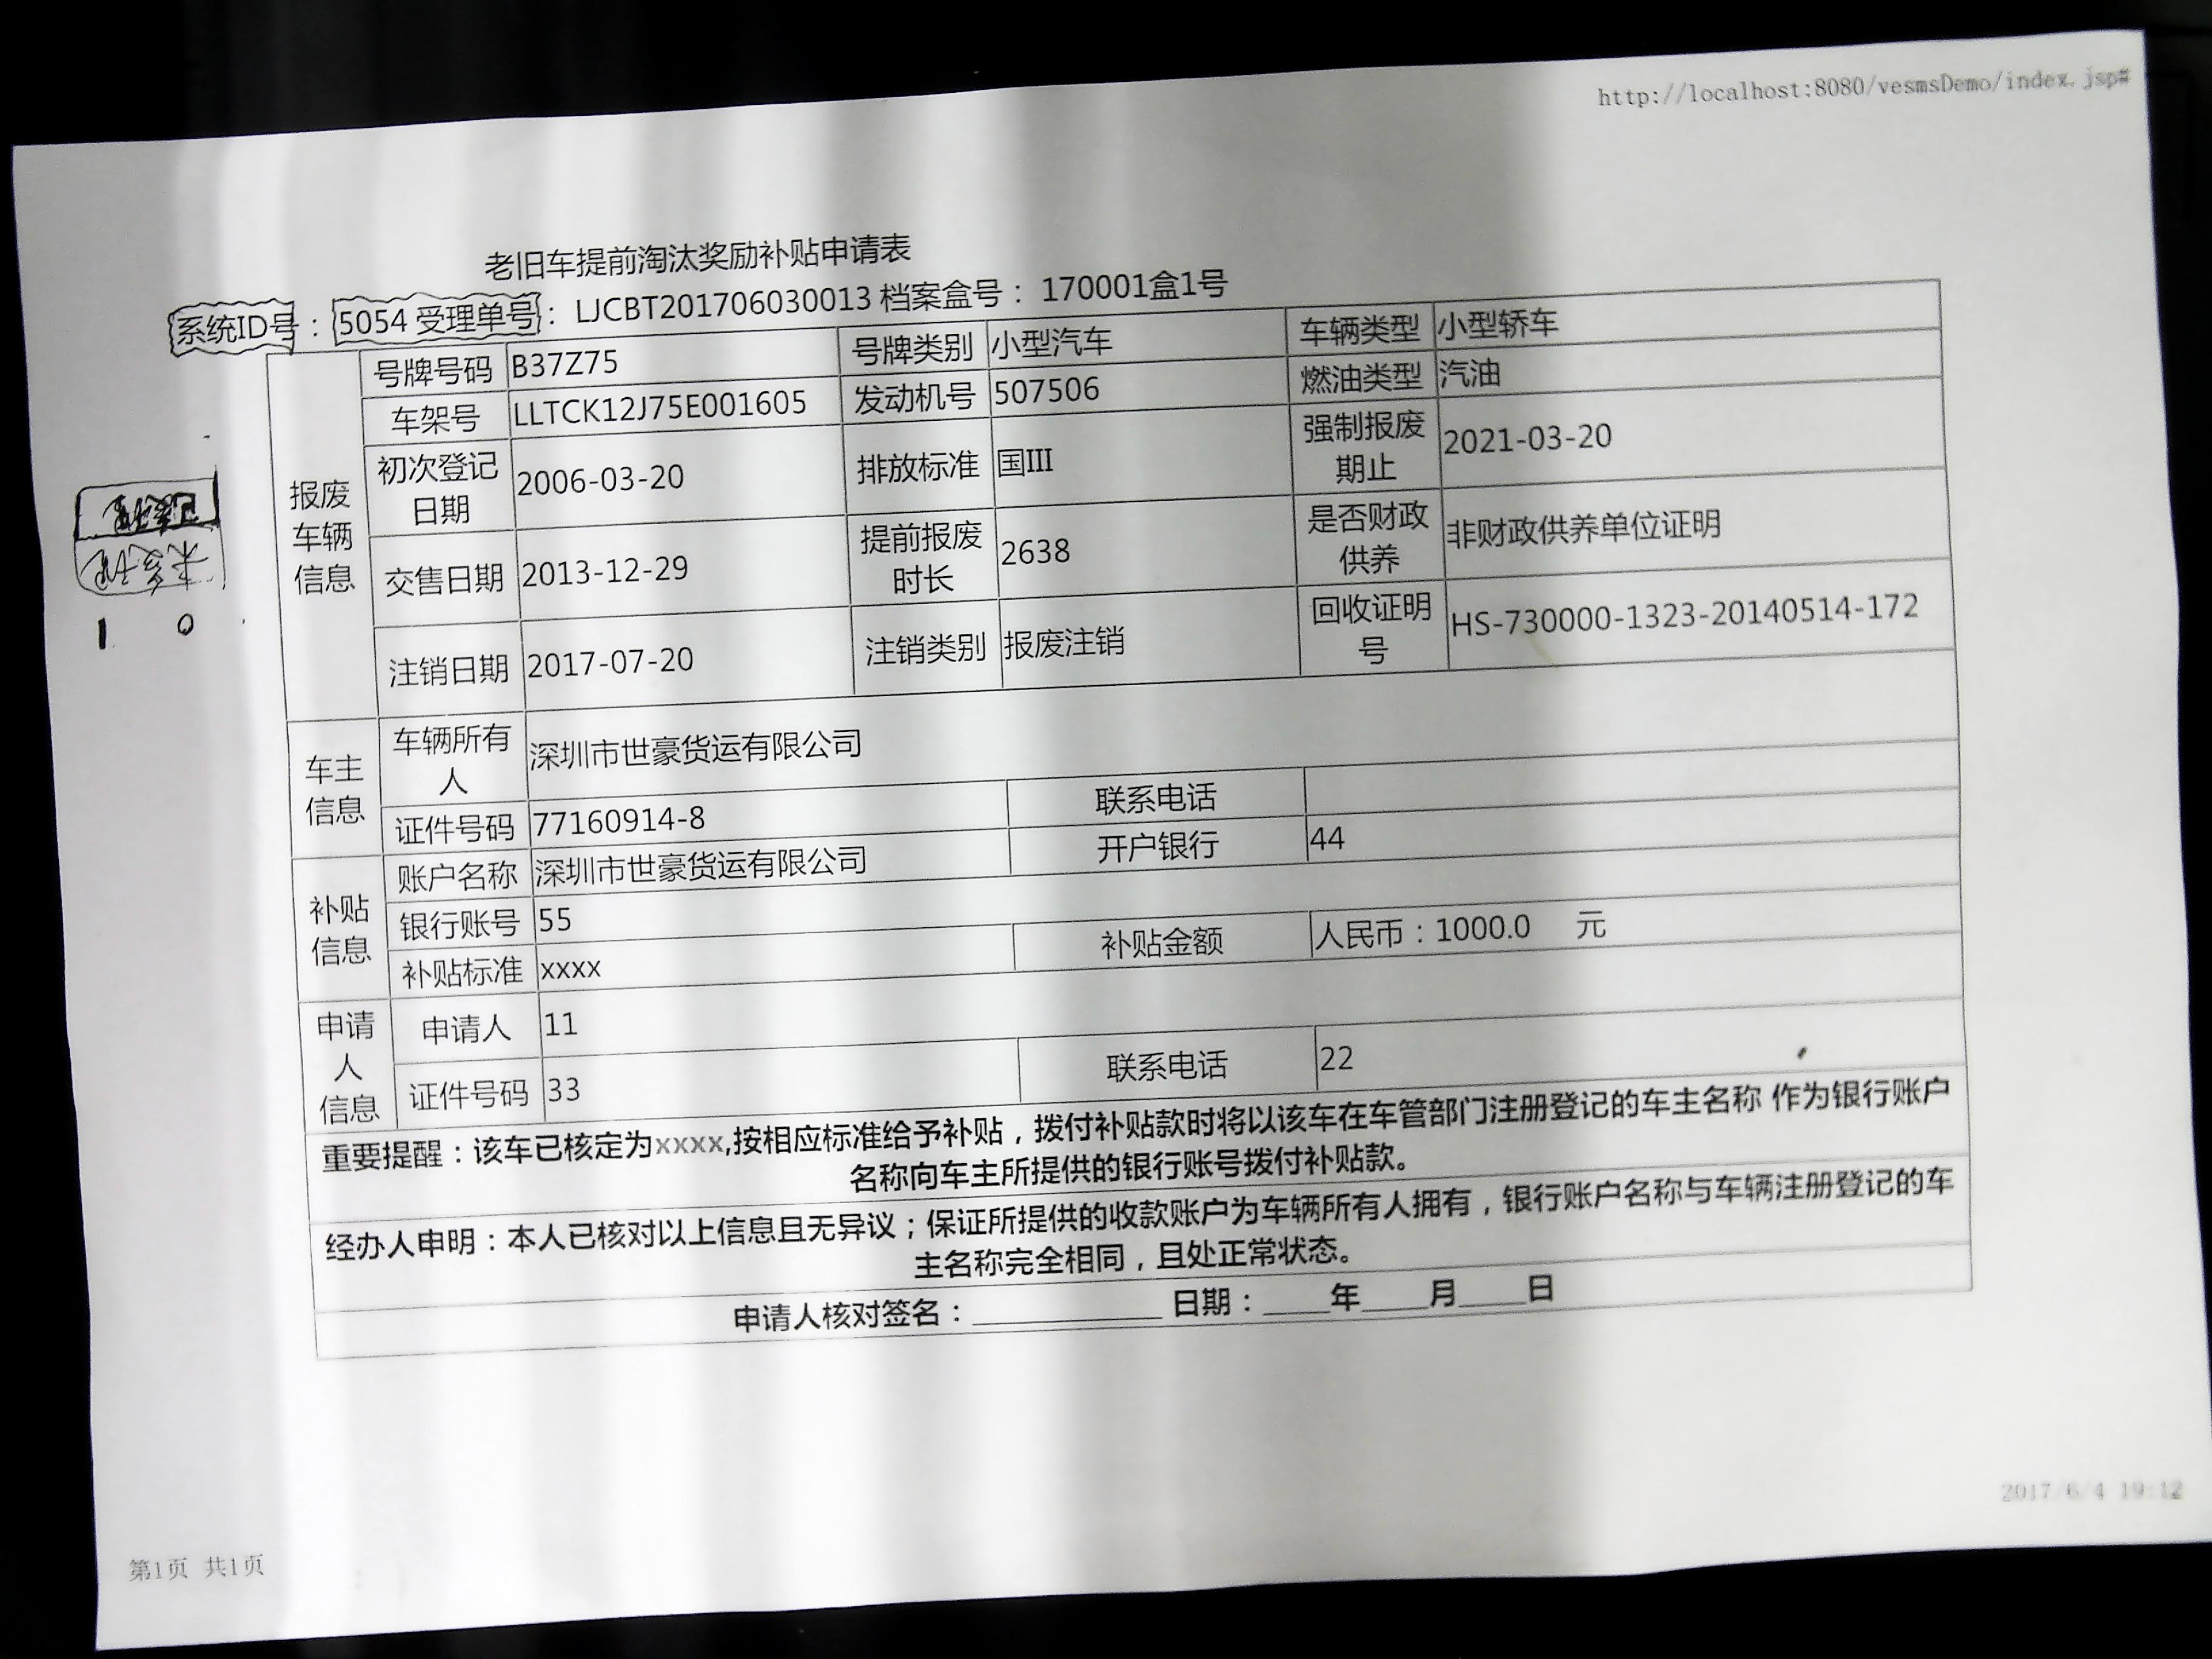 http://localhost:8080/vesmsDemo/index.jsp#
老旧车提前淘汰奖励补贴申请表
系统ID号：5054 受理单号：LJCBT201706030013 档案盒号：170001盒1号
报废车辆信息
号牌号码 B37Z75 号牌类别 小型汽车 车辆类型 小型轿车
车架号 LLTCK12J75E001605 发动机号 507506 燃油类型 汽油
初次登记日期 2006-03-20 排放标准 国III 强制报废期止 2021-03-20
交售日期 2013-12-29 提前报废时长 2638 是否财政供养 非财政供养单位证明
注销日期 2017-07-20 注销类别 报废注销 回收证明号 HS-730000-1323-20140514-172
车主信息
车辆所有人 深圳市世豪货运有限公司
证件号码 77160914-8 联系电话
补贴信息
账户名称 深圳市世豪货运有限公司 开户银行 44
银行账号 55
补贴标准 xxxx 补贴金额 人民币：1000.0 元
申请人信息
申请人 11
证件号码 33 联系电话 22
重要提醒：该车已核定为xxxx,按相应标准给予补贴，拨付补贴款时将以该车在车管部门注册登记的车主名称 作为银行账户
名称向车主所提供的银行账号拨付补贴款。
经办人申明：本人已核对以上信息且无异议；保证所提供的收款账户为车辆所有人拥有，银行账户名称与车辆注册登记的车
主名称完全相同，且处正常状态。
申请人核对签名：____________ 日期：____年____月____日
1 0
2017/6/4 19:12
第1页 共1页